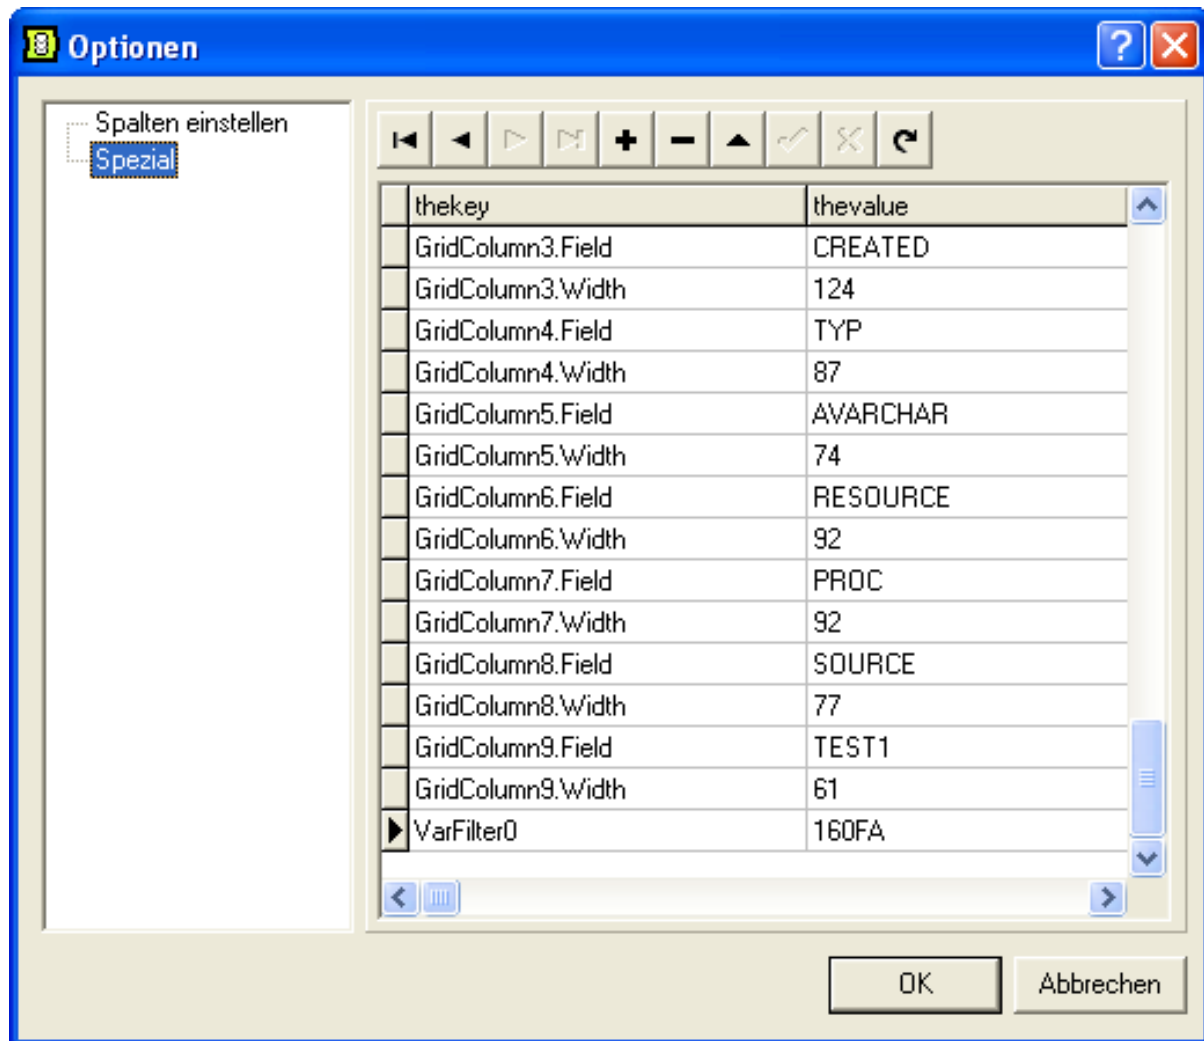 Optionen
Spalten einstellen
Spezial
thekey thevalue
GridColumn3.Field CREATED
GridColumn3.Width 124
GridColumn4.Field TYP
GridColumn4.Width 87
GridColumn5.Field AVARCHAR
GridColumn5.Width 74
GridColumn6.Field RESOURCE
GridColumn6.Width 92
GridColumn7.Field PROC
GridColumn7.Width 92
GridColumn8.Field SOURCE
GridColumn8.Width 77
GridColumn9.Field TEST1
GridColumn9.Width 61
VarFilter0 160FA
OK Abbrechen